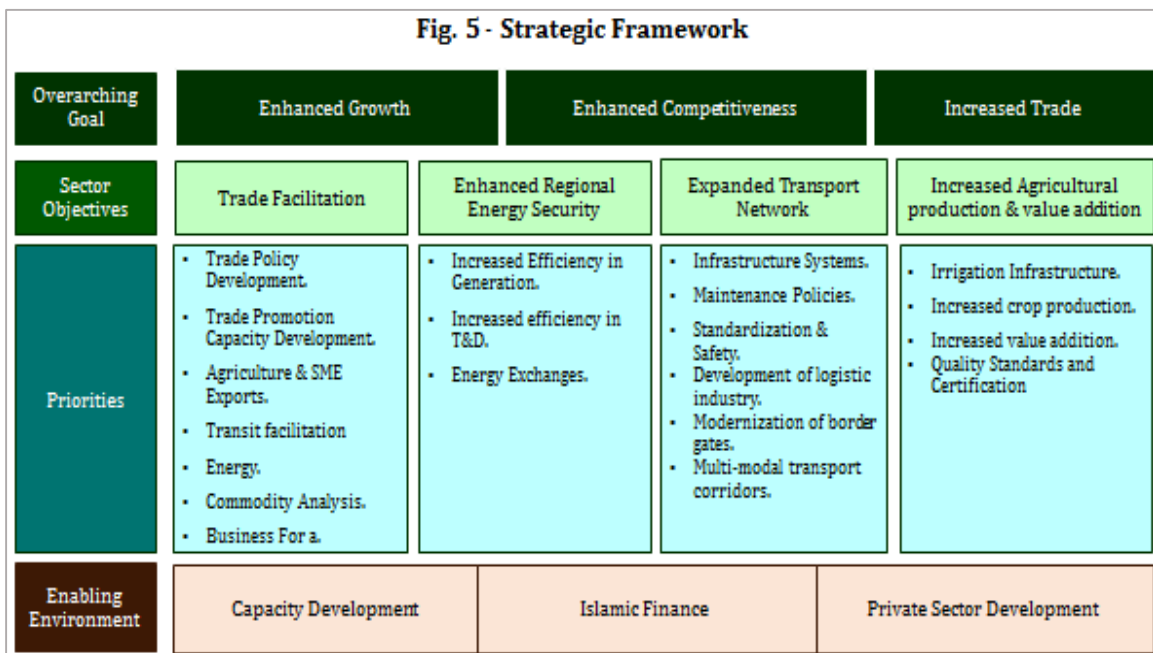 Fig. 5 - Strategic Framework
Overarching
Goal
Enhanced Growth
Enhanced Competitiveness
Increased Trade
Sector
Objectives
Trade Facilitation
Enhanced Regional
Energy Security
Expanded Transport
Network
Increased Agricultural
production & value addition
Priorities
▪ Trade Policy
Development.
▪ Trade Promotion
Capacity Development.
▪ Agriculture & SME
Exports.
▪ Transit facilitation
▪ Energy.
▪ Commodity Analysis.
▪ Business For a.
▪ Increased Efficiency in
Generation.
▪ Increased efficiency in
T&D.
▪ Energy Exchanges.
▪ Infrastructure Systems.
▪ Maintenance Policies.
▪ Standardization &
Safety.
▪ Development of logistic
industry.
▪ Modernization of border
gates.
▪ Multi-modal transport
corridors.
▪ Irrigation Infrastructure.
▪ Increased crop production.
▪ Increased value addition.
▪ Quality Standards and
Certification
Enabling
Environment
Capacity Development
Islamic Finance
Private Sector Development